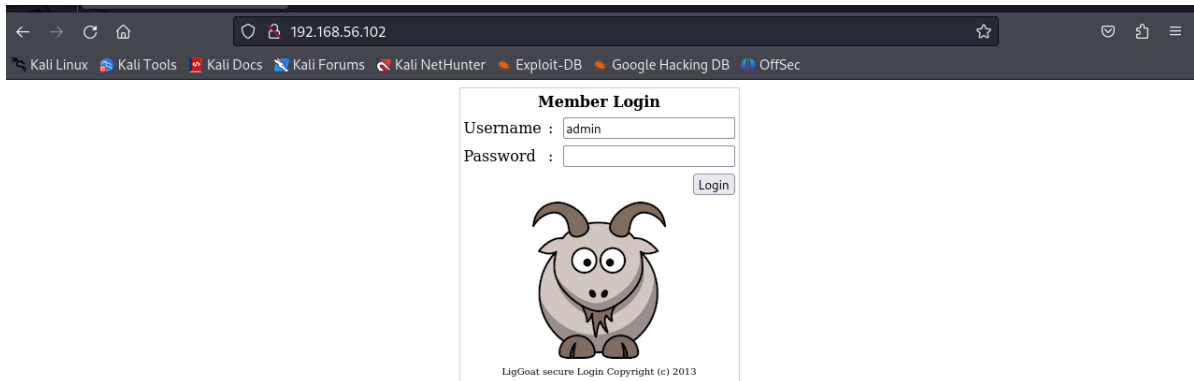 192.168.56.102
Kali Linux Kali Tools Kali Docs Kali Forums Kali NetHunter Exploit-DB Google Hacking DB OffSec
Member Login
Username : admin
Password :
Login
LigGoat secure Login Copyright (c) 2013